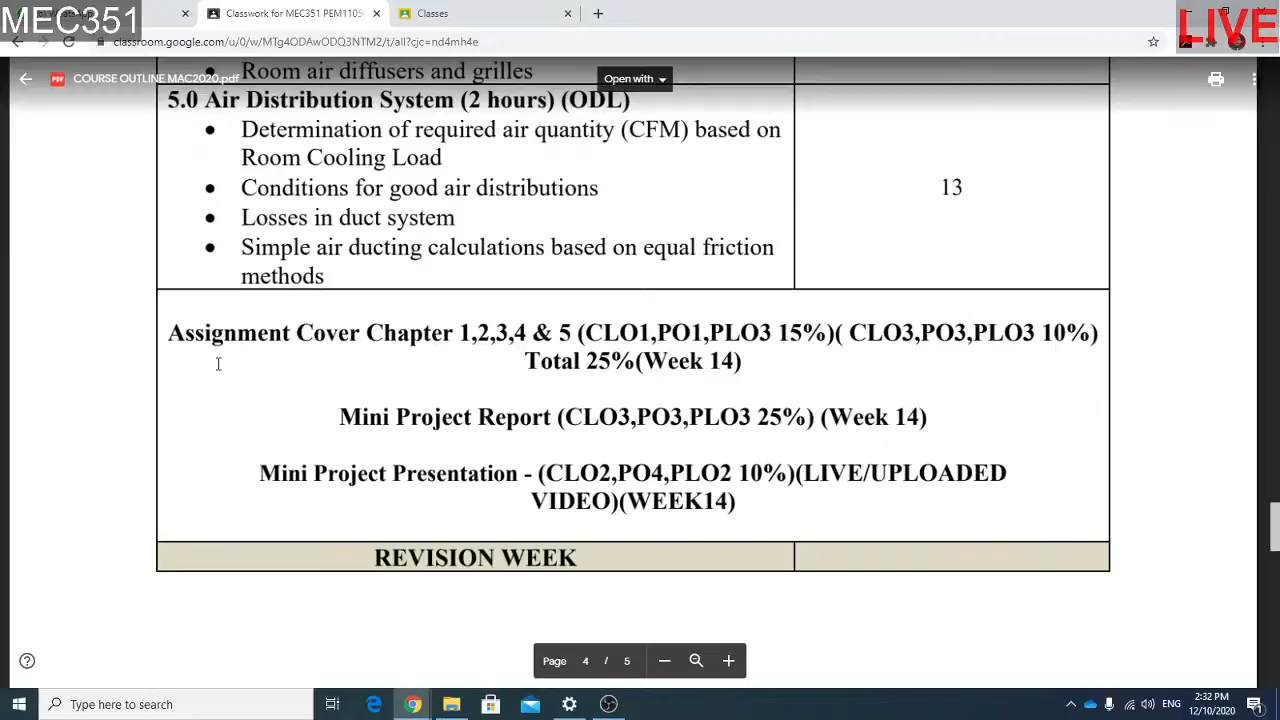 MEC351
WhatsApp
Classwork for MEC351 PEM1105
Classes
LIVE
classroom.google.com/u/0/w/MTg4ODAwODQ3NTM2/t/all?cjc=nd4mh4e
COURSE OUTLINE MAC2020.pdf
Open with
Room air diffusers and grilles
5.0 Air Distribution System (2 hours) (ODL)
• Determination of required air quantity (CFM) based on
Room Cooling Load
• Conditions for good air distributions
• Losses in duct system
• Simple air ducting calculations based on equal friction
methods
13
Assignment Cover Chapter 1,2,3,4 & 5 (CLO1,PO1,PLO3 15%)( CLO3,PO3,PLO3 10%)
Total 25%(Week 14)
Mini Project Report (CLO3,PO3,PLO3 25%) (Week 14)
Mini Project Presentation - (CLO2,PO4,PLO2 10%)(LIVE/UPLOADED
VIDEO)(WEEK14)
REVISION WEEK
Page 4 / 5
Type here to search
ENG
2:32 PM
12/10/2020